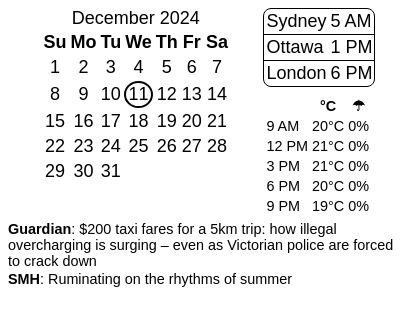 December 2024
Su Mo Tu We Th Fr Sa
1 2 3 4 5 6 7
8 9 10 11 12 13 14
15 16 17 18 19 20 21
22 23 24 25 26 27 28
29 30 31
Sydney 5 AM
Ottawa 1 PM
London 6 PM
°C ☂
9 AM 20°C 0%
12 PM 21°C 0%
3 PM 21°C 0%
6 PM 20°C 0%
9 PM 19°C 0%
Guardian: $200 taxi fares for a 5km trip: how illegal
overcharging is surging – even as Victorian police are forced
to crack down
SMH: Ruminating on the rhythms of summer